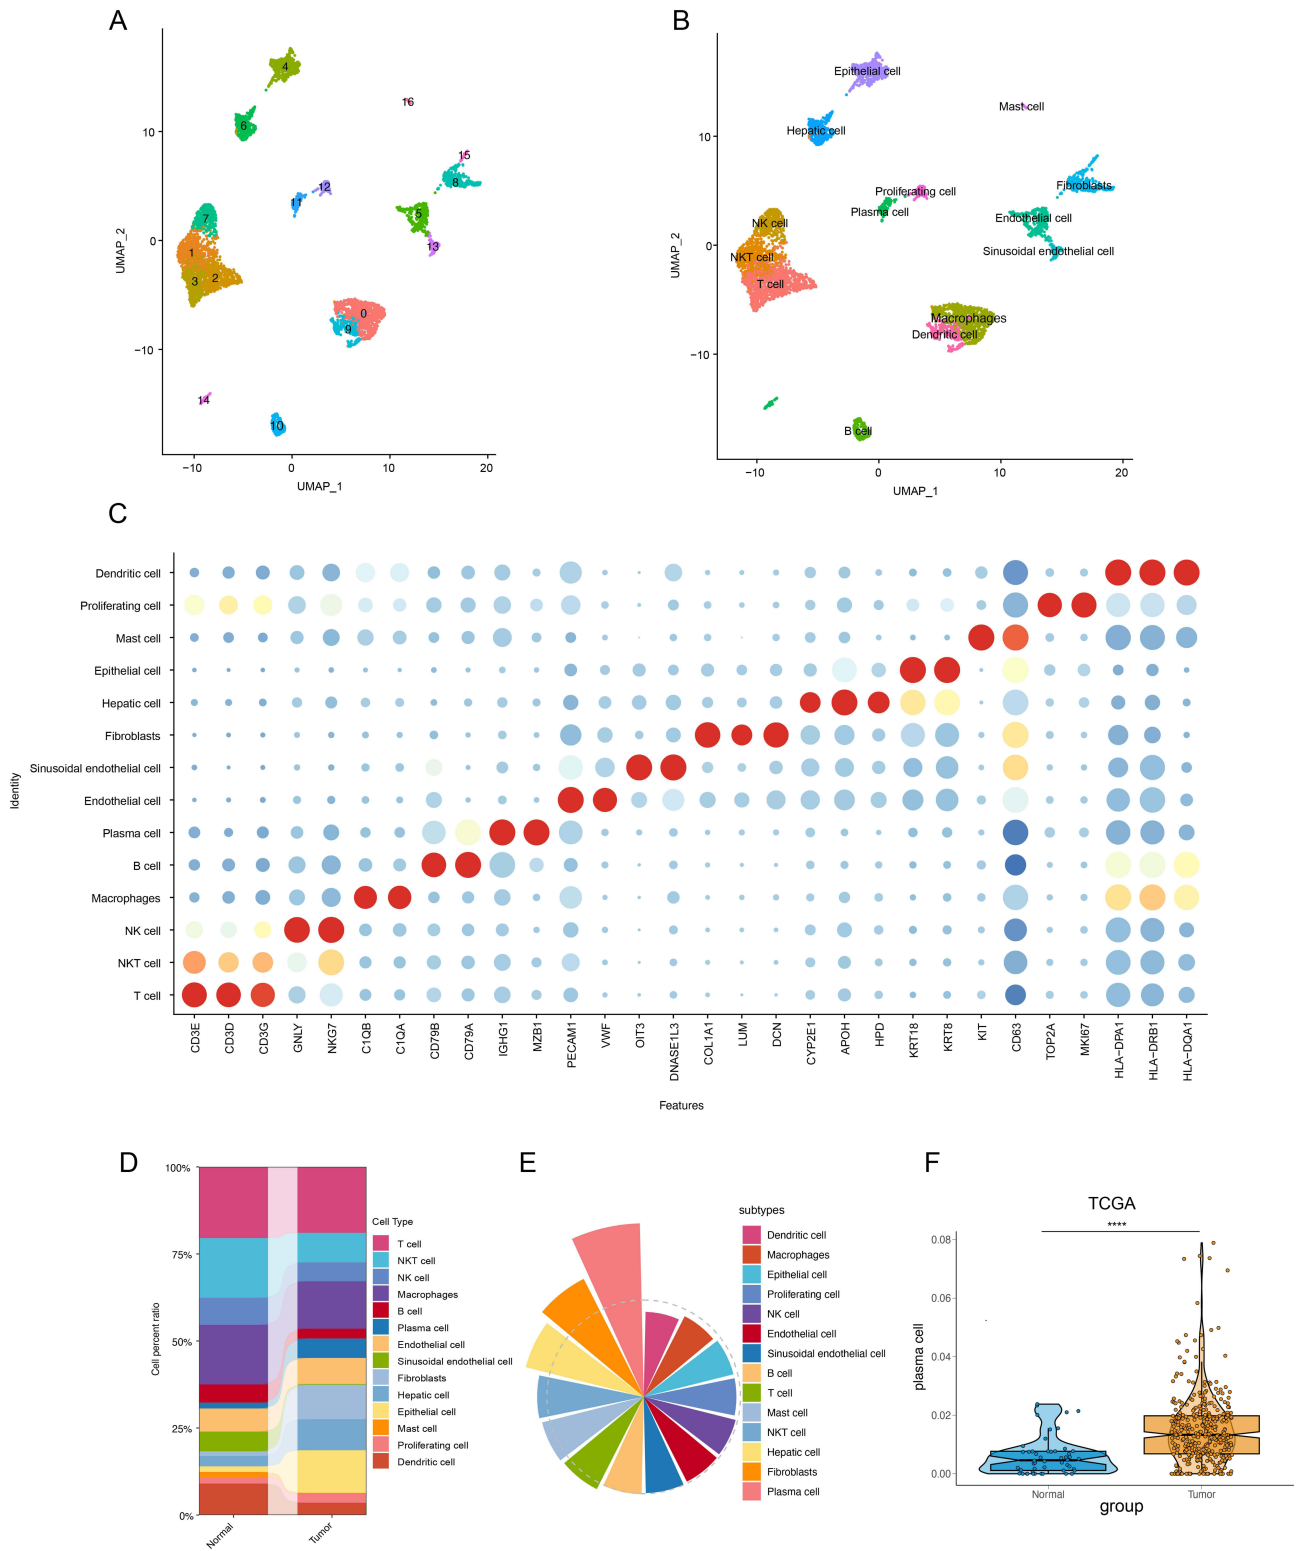 A
4
16
6
10
15
12
8
11
5
7
13
0
1
2
3
0
9
−10
14
10
−10
0
10
20
UMAP_1
UMAP_2
B
Epithelial cell
Mast cell
10
Hepatic cell
Fibroblasts
Proliferating cell
Plasma cell
Endothelial cell
NK cell
0
Sinusoidal endothelial cell
NKT cell
T cell
Macrophages
Dendritic cell
−10
B cell
−10
0
10
20
UMAP_1
UMAP_2
C
Dendritic cell
Proliferating cell
Mast cell
Epithelial cell
Hepatic cell
Fibroblasts
Sinusoidal endothelial cell
Endothelial cell
Plasma cell
B cell
Macrophages
NK cell
NKT cell
T cell
Identity
CD3E
CD3D
CD3G
GNLY
NKG7
C1QB
C1QA
CD79B
CD79A
IGHG1
MZB1
PECAM1
VWF
OIT3
DNASE1L3
COL1A1
LUM
DCN
CYP2E1
APOH
HPD
KRT18
KRT8
KIT
CD63
TOP2A
MKI67
HLA−DPA1
HLA−DRB1
HLA−DQA1
Features
D
100%
75%
50%
25%
0%
Cell percent ratio
Normal
Tumor
Cell Type
T cell
NKT cell
NK cell
Macrophages
B cell
Plasma cell
Endothelial cell
Sinusoidal endothelial cell
Fibroblasts
Hepatic cell
Epithelial cell
Mast cell
Proliferating cell
Dendritic cell
E
subtypes
Dendritic cell
Macrophages
Epithelial cell
Proliferating cell
NK cell
Endothelial cell
Sinusoidal endothelial cell
B cell
T cell
Mast cell
NKT cell
Hepatic cell
Fibroblasts
Plasma cell
F
TCGA
****
0.08
0.06
0.04
0.02
0.00
plasma cell
Normal
Tumor
group